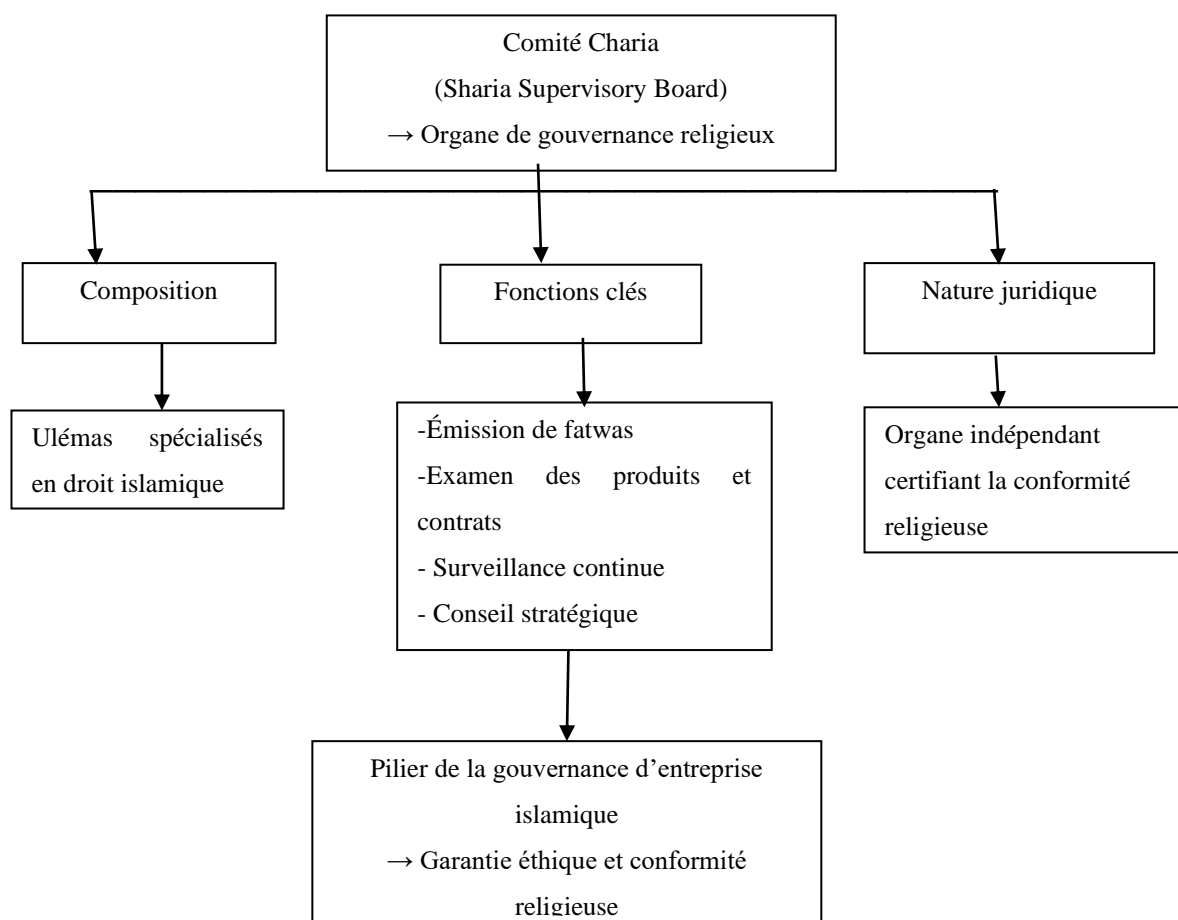 Comité Charia
(Sharia Supervisory Board)
→ Organe de gouvernance religieux
Composition
Fonctions clés
Nature juridique
Ulémas spécialisés
en droit islamique
-Émission de fatwas
-Examen des produits et
contrats
- Surveillance continue
- Conseil stratégique
Organe indépendant
certifiant la conformité
religieuse
Pilier de la gouvernance d’entreprise
islamique
→ Garantie éthique et conformité
religieuse